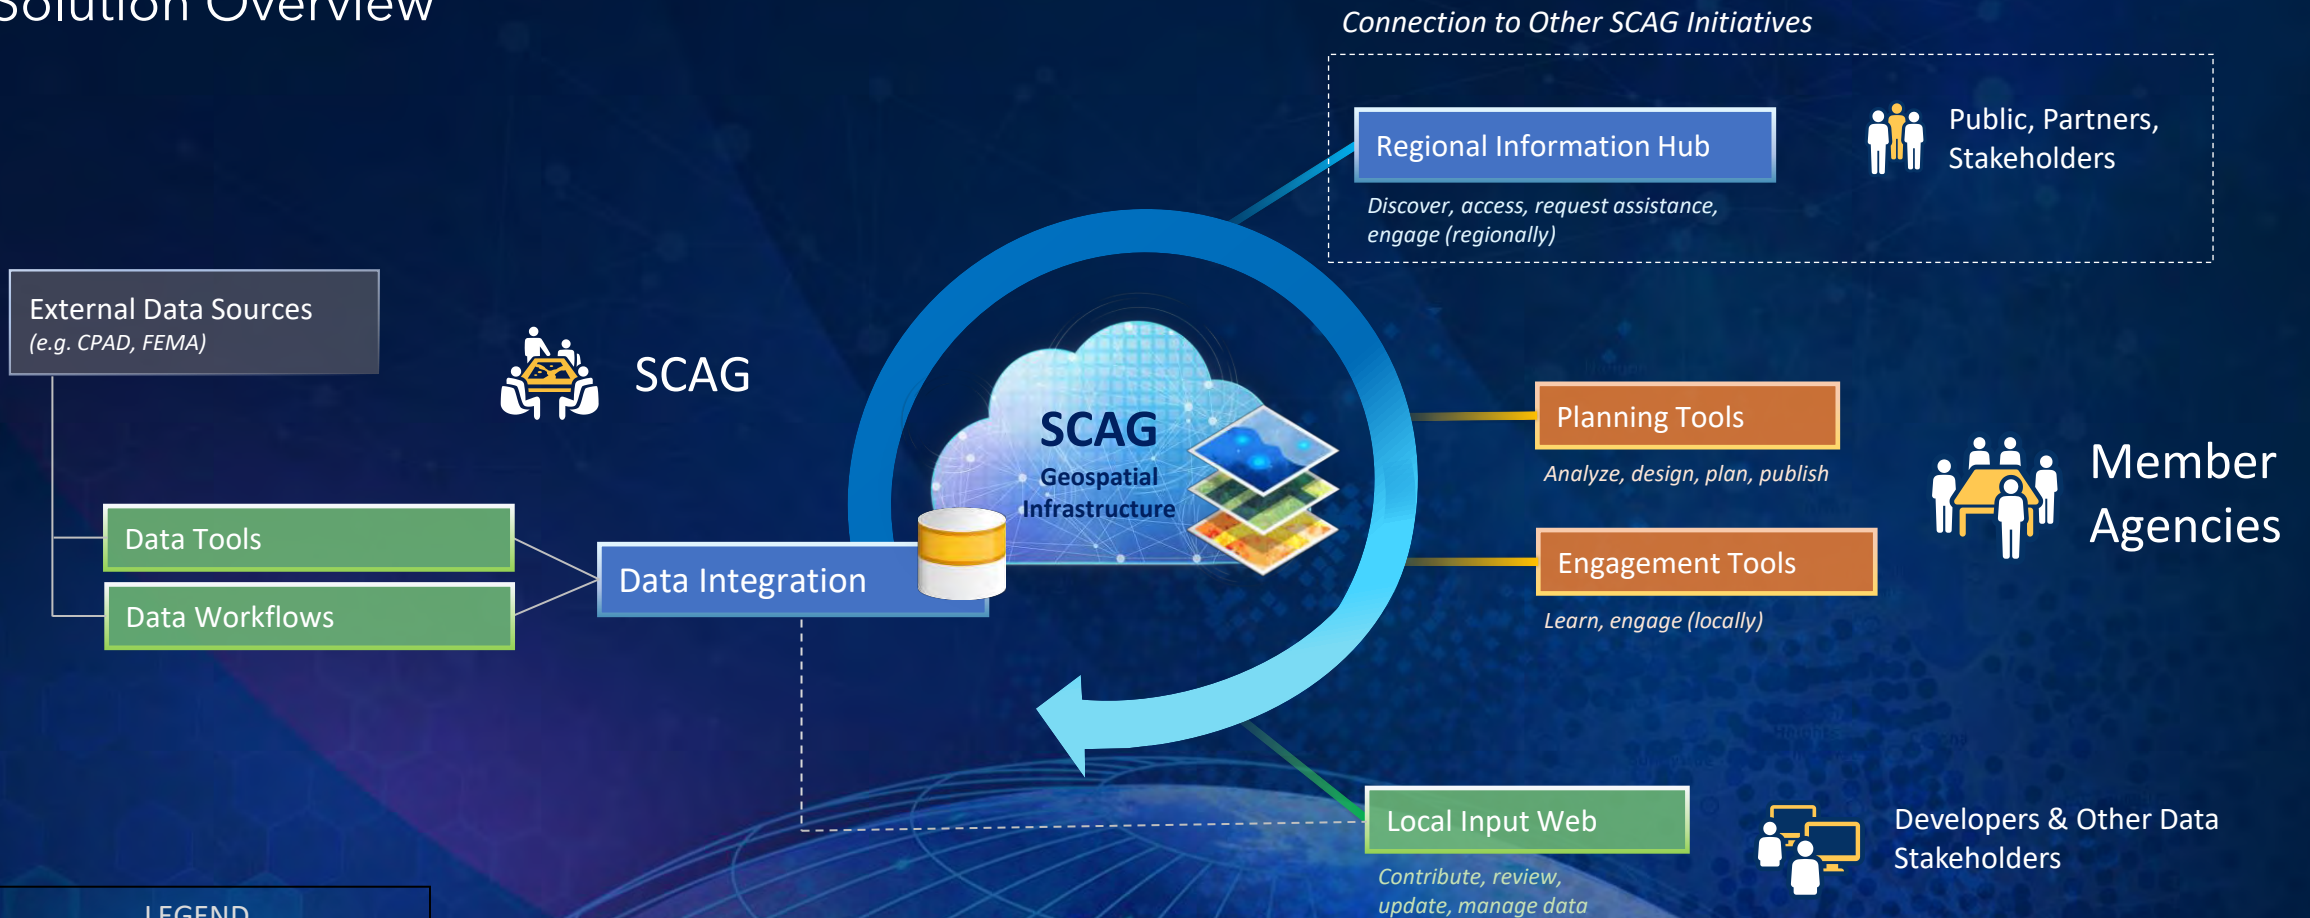 Solution Overview
Connection to Other SCAG Initiatives
Regional Information Hub
Public, Partners,
Stakeholders
Discover, access, request assistance,
engage (regionally)
External Data Sources
(e.g. CPAD, FEMA)
SCAG
SCAG
Geospatial
Infrastructure
Planning Tools
Analyze, design, plan, publish
Member
Agencies
Data Tools
Data Workflows
Data Integration
Engagement Tools
Learn, engage (locally)
Local Input Web
Contribute, review,
update, manage data
Developers & Other Data
Stakeholders
LEGEND